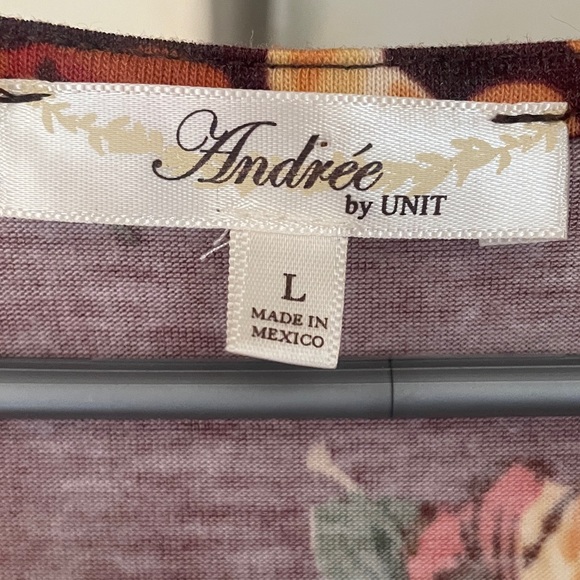 Andrée
by UNIT
L
MADE IN
MEXICO